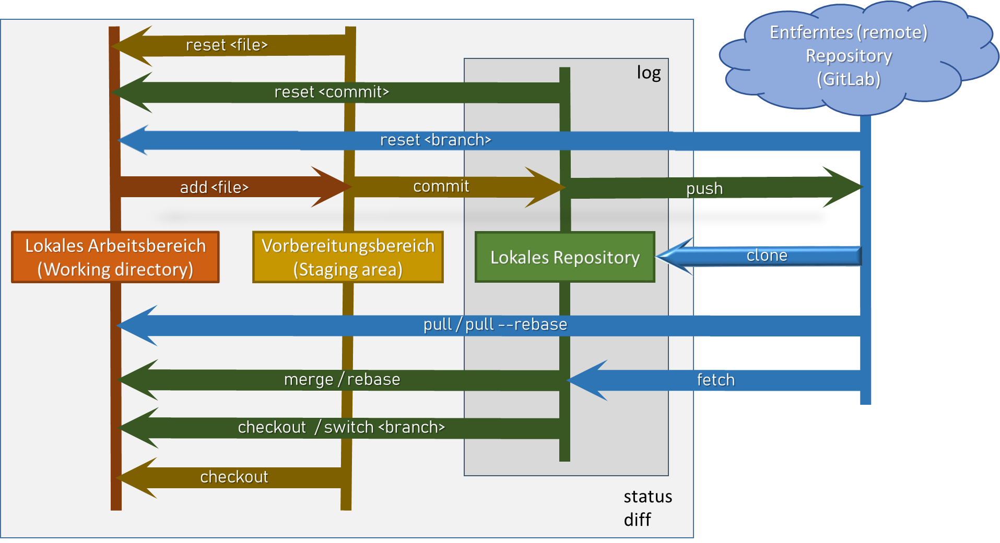 Entferntes (remote)
Repository
(GitLab)
reset <file>
log
reset <commit>
reset <branch>
add <file>
commit
push
Lokales Arbeitsbereich
(Working directory)
Vorbereitungsbereich
(Staging area)
Lokales Repository
clone
pull / pull --rebase
merge / rebase
fetch
checkout / switch <branch>
checkout
status
diff